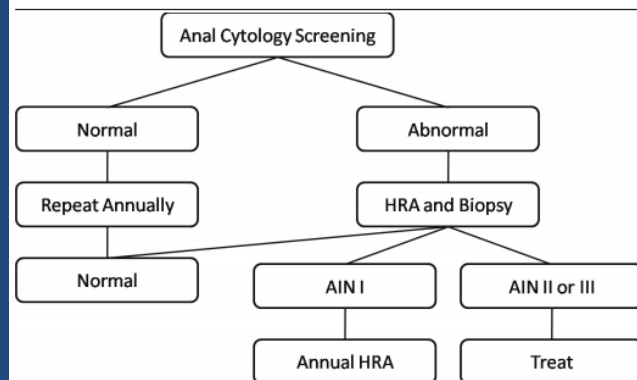 Anal Cytology Screening
Normal
Abnormal
Repeat Annually
HRA and Biopsy
Normal
AIN I
AIN II or III
Annual HRA
Treat